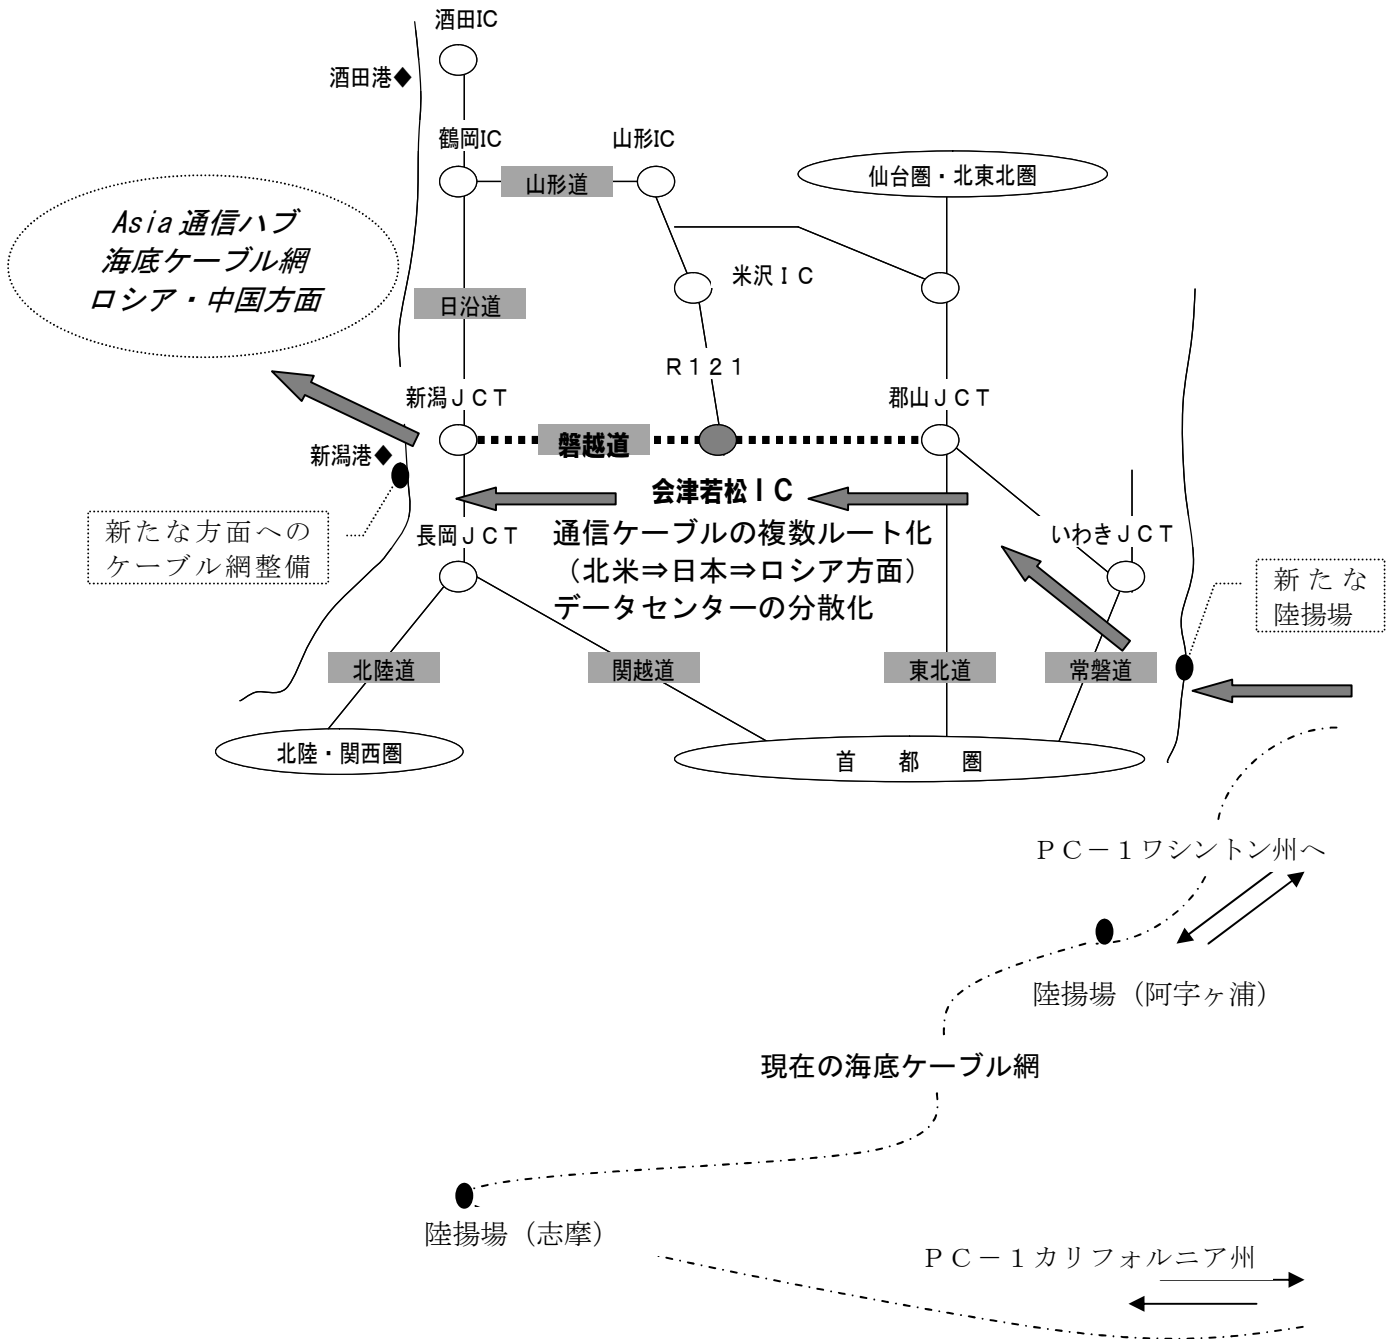 酒田IC
酒田港◆
鶴岡IC
山形IC
山形道
仙台圏・北東北圏
Asia通信ハブ
海底ケーブル網
ロシア・中国方面
米沢ＩＣ
日沿道
Ｒ１２１
新潟ＪＣＴ
郡山ＪＣＴ
磐越道
新潟港◆
会津若松ＩＣ
新たな方面への
ケーブル網整備
長岡ＪＣＴ
通信ケーブルの複数ルート化
（北米⇒日本⇒ロシア方面）
データセンターの分散化
いわきＪＣＴ
新たな
陸揚場
北陸道
関越道
東北道
常磐道
北陸・関西圏
首　都　圏
ＰＣ－１ワシントン州へ
陸揚場（阿字ヶ浦）
現在の海底ケーブル網
陸揚場（志摩）
ＰＣ－１カリフォルニア州